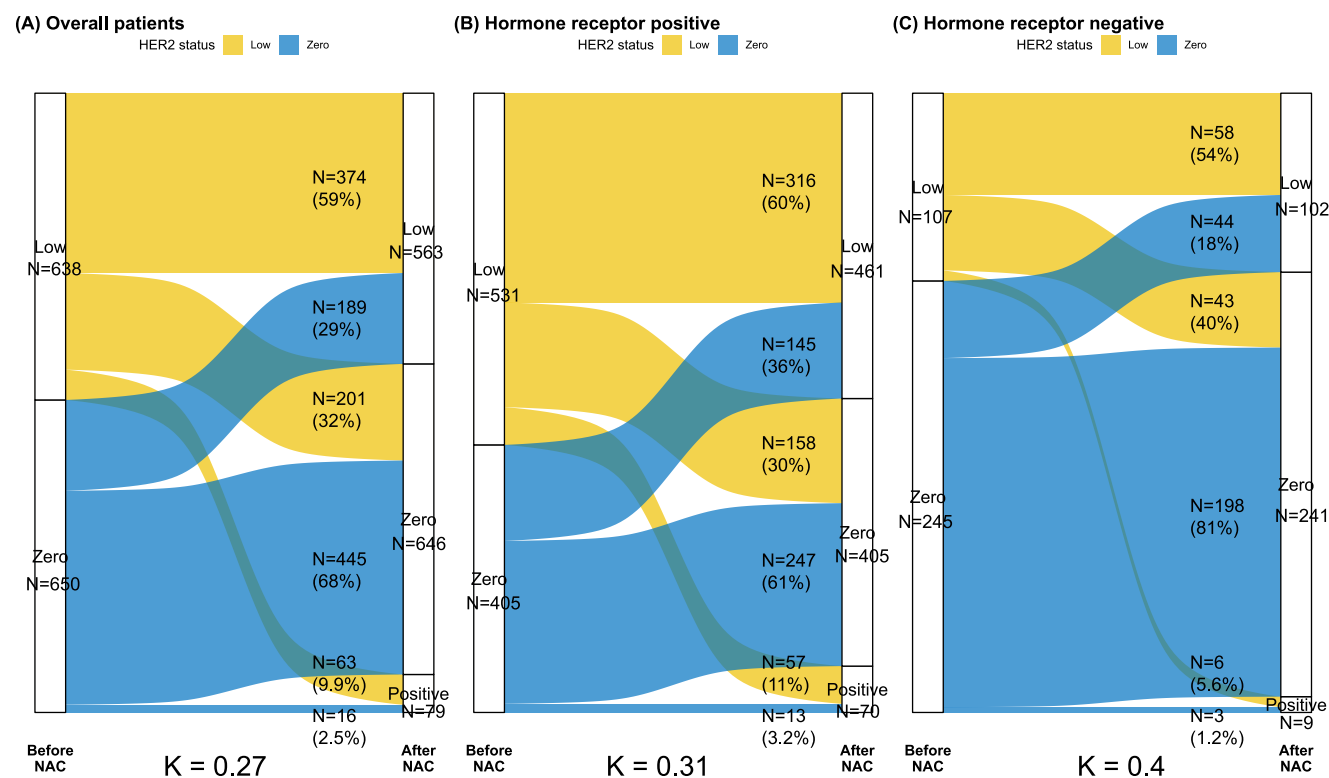 (A) Overall patients
HER2 status Low Zero
Low
N=638
Zero
N=650
N=374
(59%)
N=189
(29%)
N=201
(32%)
N=445
(68%)
N=63
(9.9%)
N=16
(2.5%)
Low
N=563
Zero
N=646
Positive
N=79
Before
NAC
K = 0.27
After
NAC
(B) Hormone receptor positive
HER2 status Low Zero
Low
N=531
Zero
N=405
N=316
(60%)
N=145
(36%)
N=158
(30%)
N=247
(61%)
N=57
(11%)
N=13
(3.2%)
Low
N=461
Zero
N=405
Positive
N=70
Before
NAC
K = 0.31
After
NAC
(C) Hormone receptor negative
HER2 status Low Zero
Low
N=107
Zero
N=245
N=58
(54%)
N=44
(18%)
N=43
(40%)
N=198
(81%)
N=6
(5.6%)
N=3
(1.2%)
Low
N=102
Zero
N=241
Positive
N=9
Before
NAC
K = 0.4
After
NAC